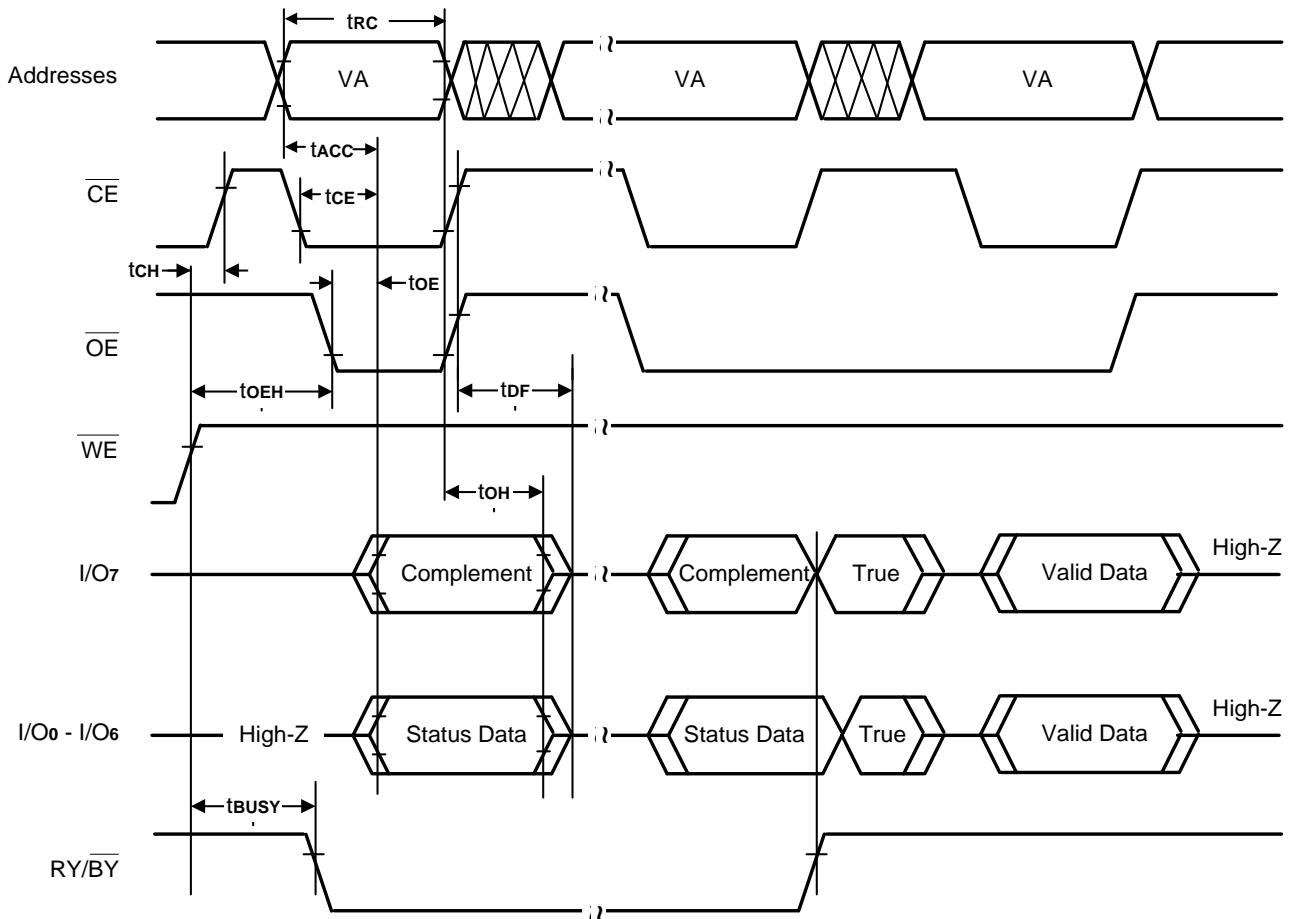 tRC
Addresses VA VA VA
tACC
CE tCE
tCH tOE
OE
tOEH tDF
WE
tOH
I/O7 Complement Complement True Valid Data High-Z
I/O0 - I/O6 High-Z Status Data Status Data True Valid Data High-Z
tBUSY
RY/BY